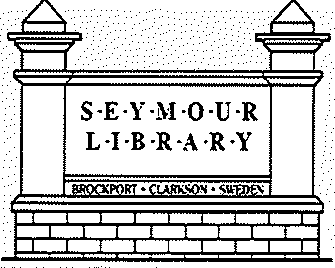 S·E·Y·M·O·U·R
L·I·B·R·A·R·Y
BROCKPORT • CLARKSON • SWEDEN